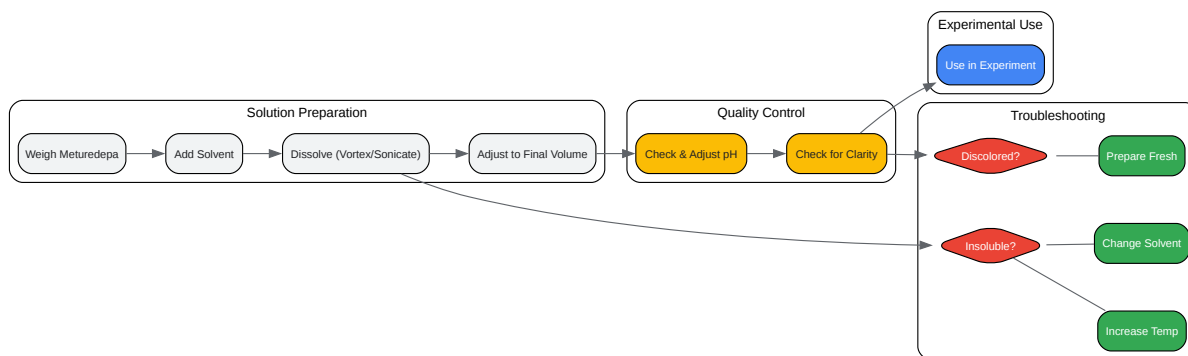 Experimental Use
Use in Experiment
Solution Preparation
Weigh Meturedepa
Add Solvent
Dissolve (Vortex/Sonicate)
Adjust to Final Volume
Quality Control
Check & Adjust pH
Check for Clarity
Troubleshooting
Discolored?
Prepare Fresh
Insoluble?
Change Solvent
Increase Temp